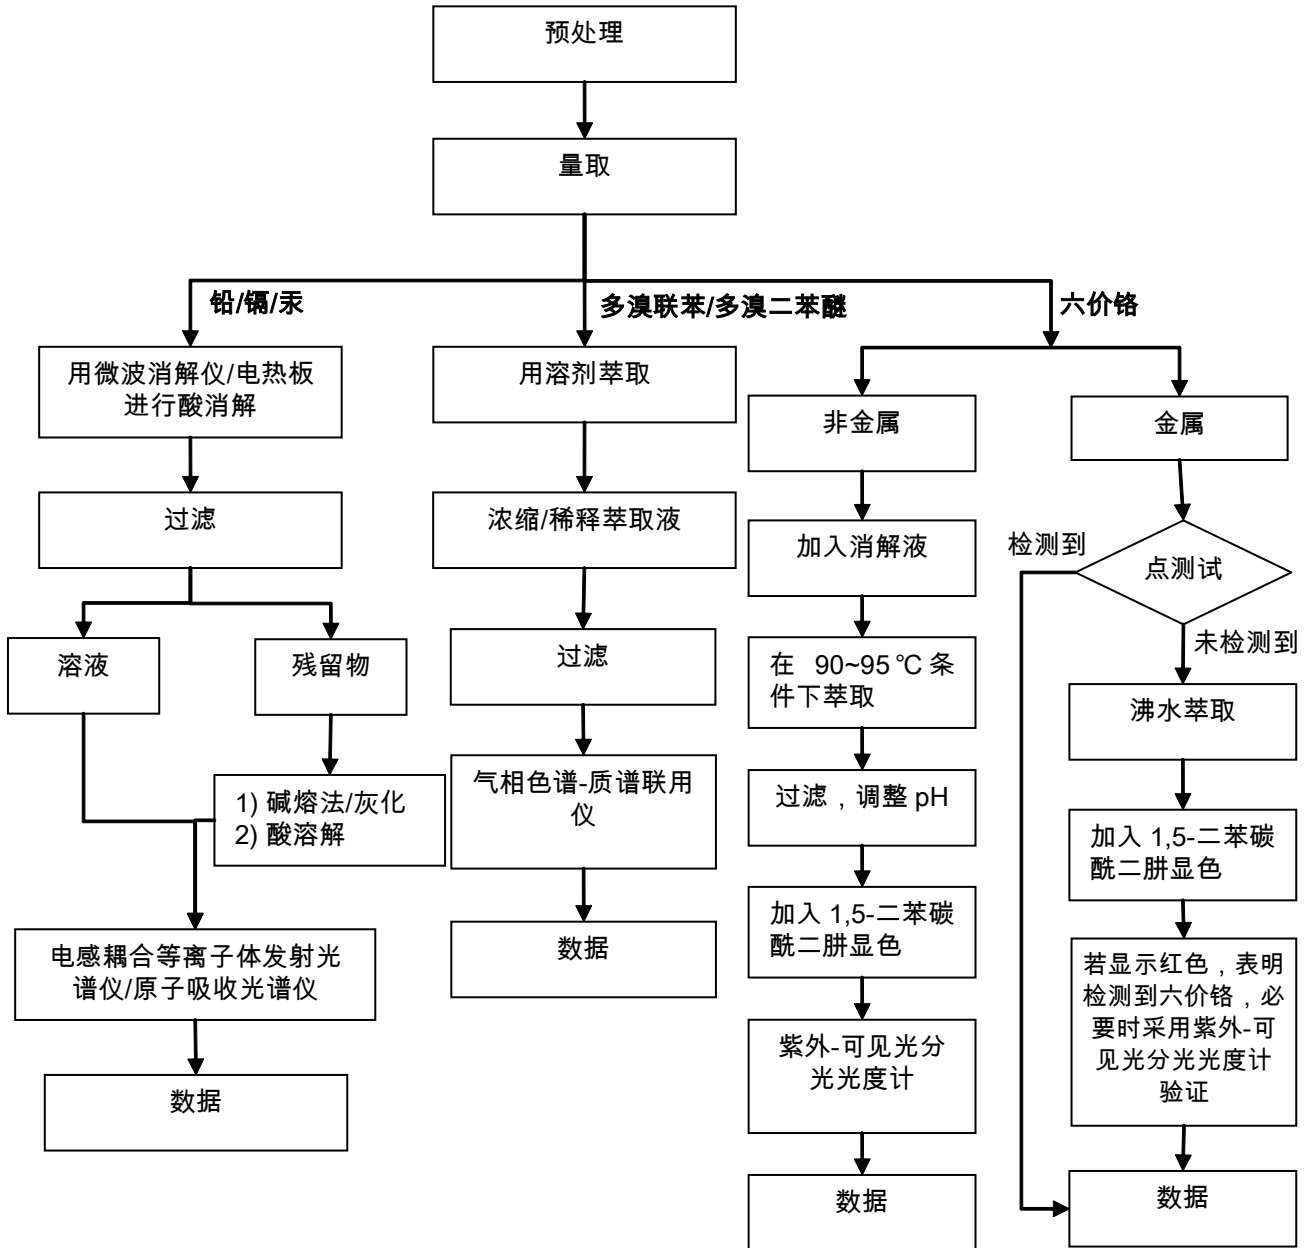 预处理
量取
铅/镉/汞
多溴联苯/多溴二苯醚
六价铬
用微波消解仪/电热板
进行酸消解
过滤
溶液
残留物
1) 碱熔法/灰化
2) 酸溶解
电感耦合等离子体发射光
谱仪/原子吸收光谱仪
数据
用溶剂萃取
浓缩/稀释萃取液
过滤
气相色谱-质谱联用
仪
数据
非金属
加入消解液
在 90~95 ℃ 条
件下萃取
过滤，调整 pH
加入 1,5-二苯碳
酰二肼显色
紫外-可见光分
光光度计
数据
金属
点测试
检测到
未检测到
沸水萃取
加入 1,5-二苯碳
酰二肼显色
若显示红色，表明
检测到六价铬，必
要时采用紫外-可
见光分光光度计
验证
数据